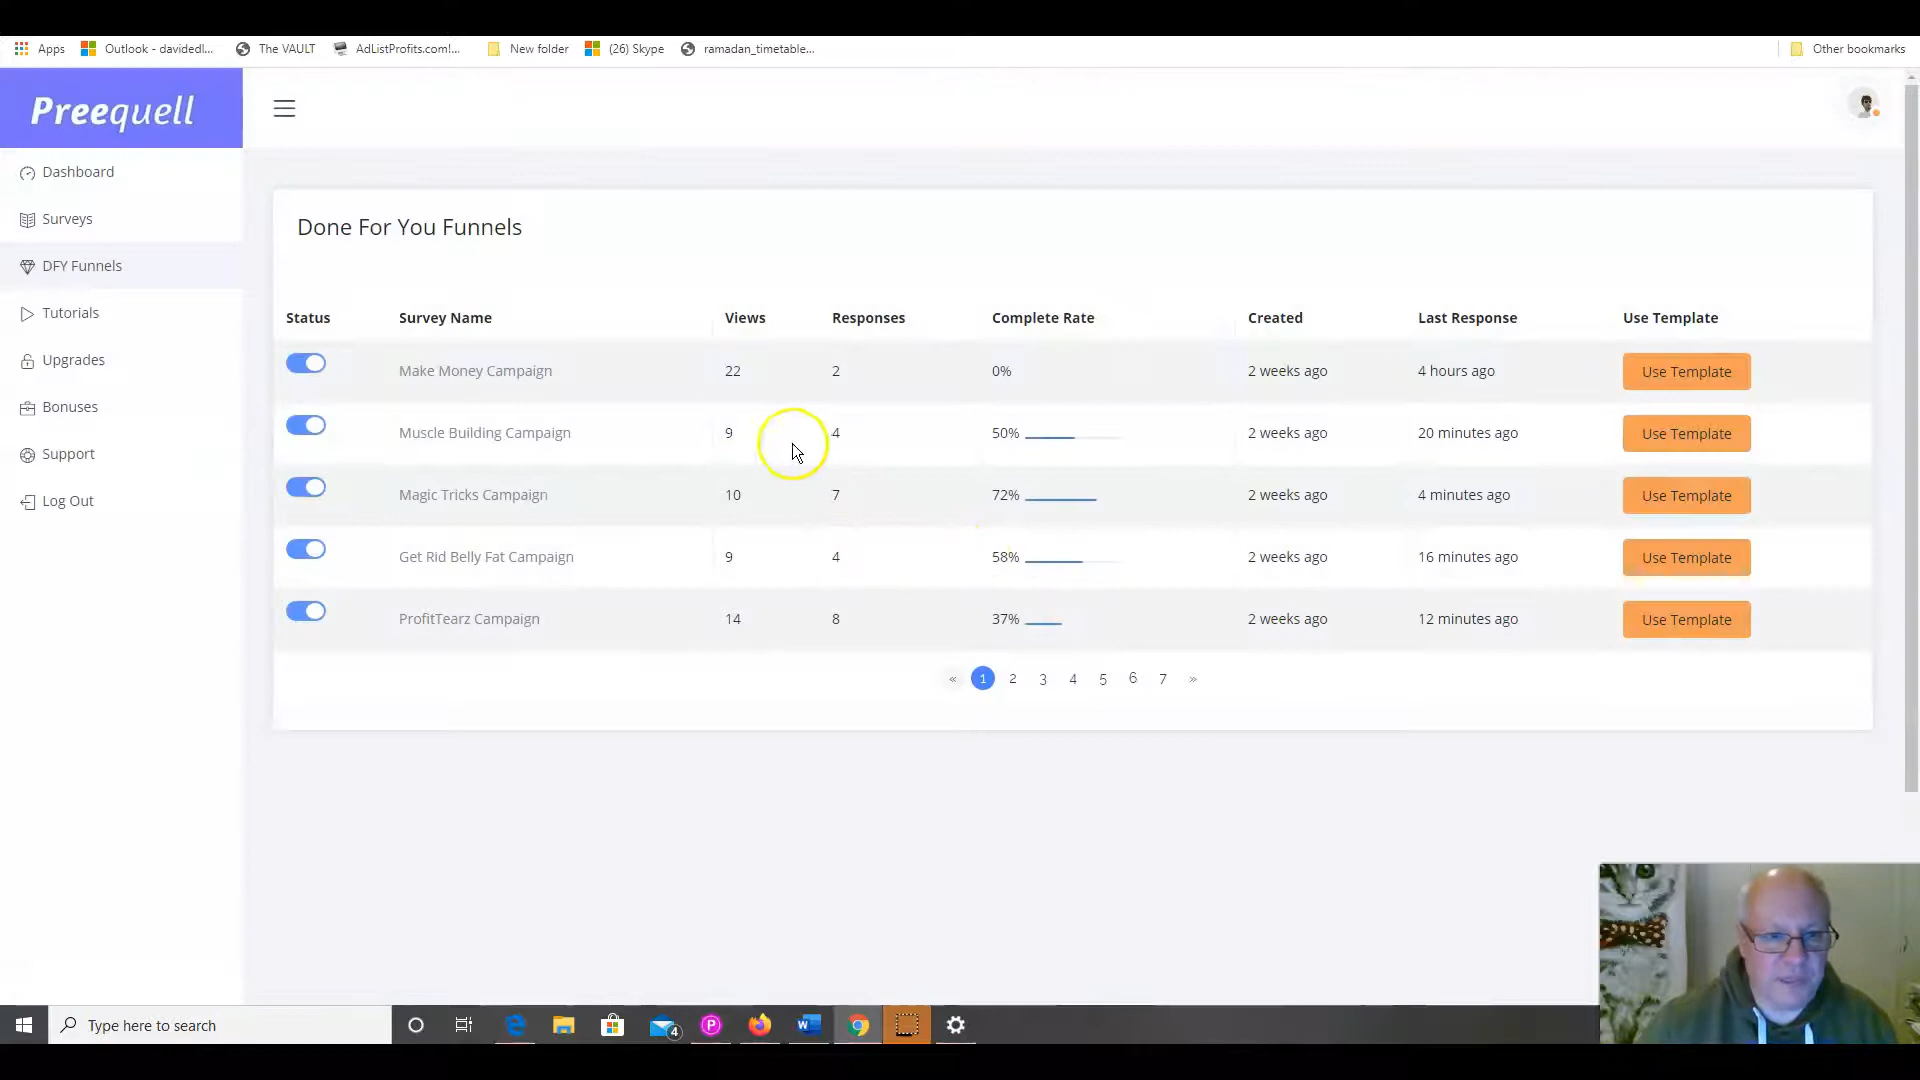 Apps Outlook - davidedl... The VAULT AdListProfits.com!... New folder (26) Skype ramadan_timetable... Other bookmarks
Preequell
Dashboard
Surveys
DFY Funnels
Tutorials
Upgrades
Bonuses
Support
Log Out
Done For You Funnels
Status Survey Name Views Responses Complete Rate Created Last Response Use Template
Make Money Campaign 22 2 0% 2 weeks ago 4 hours ago Use Template
Muscle Building Campaign 9 4 50% 2 weeks ago 20 minutes ago Use Template
Magic Tricks Campaign 10 7 72% 2 weeks ago 4 minutes ago Use Template
Get Rid Belly Fat Campaign 9 4 58% 2 weeks ago 16 minutes ago Use Template
ProfitTearz Campaign 14 8 37% 2 weeks ago 12 minutes ago Use Template
« 1 2 3 4 5 6 7 »
Type here to search 4 P W